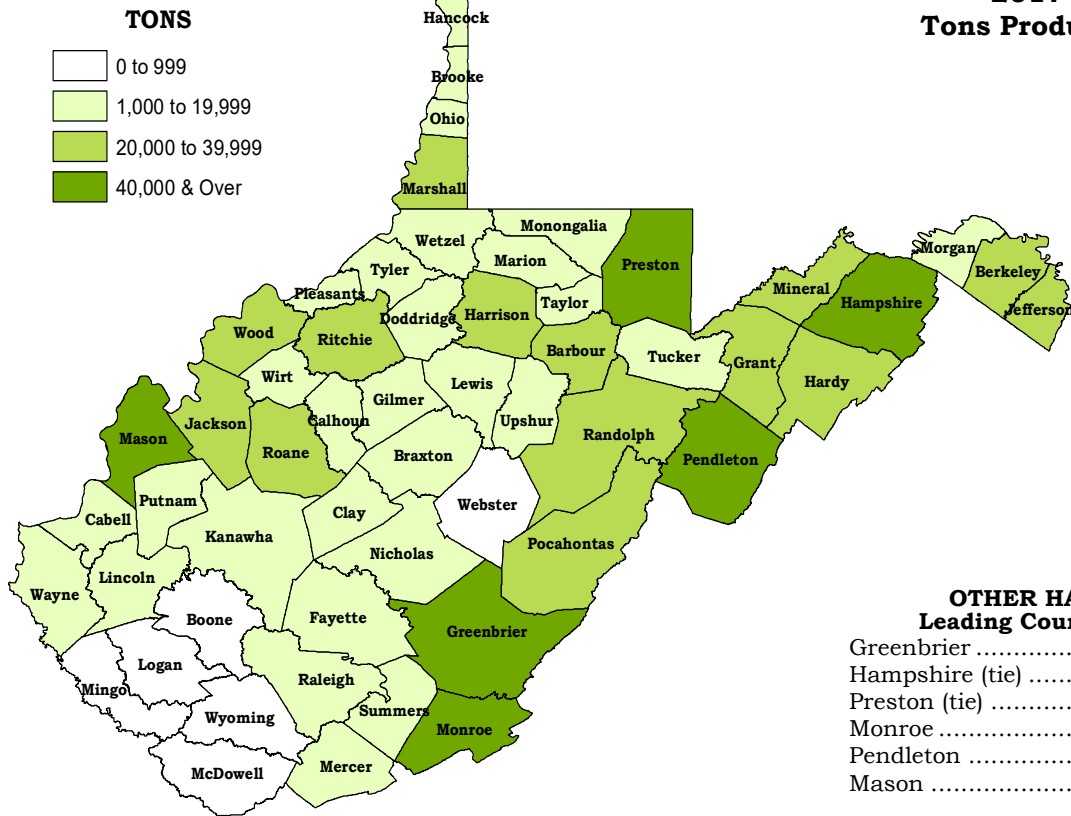 TONS
0 to 999
1,000 to 19,999
20,000 to 39,999
40,000 & Over
Hancock
Brooke
Ohio
Marshall
Wetzel
Monongalia
Marion
Preston
Tyler
Pleasants
Doddridge
Harrison
Taylor
Wood
Ritchie
Barbour
Tucker
Mineral
Hampshire
Morgan
Berkeley
Jefferson
Grant
Hardy
Wirt
Calhoun
Gilmer
Lewis
Upshur
Randolph
Pendleton
Mason
Jackson
Roane
Braxton
Webster
Pocahontas
Putnam
Cabell
Kanawha
Clay
Nicholas
Lincoln
Wayne
Boone
Fayette
Greenbrier
Logan
Mingo
Raleigh
Summers
Wyoming
Monroe
McDowell
Mercer
Tons Produ
OTHER HA
Leading Cour
Greenbrier .............
Hampshire (tie) ......
Preston (tie) ...........
Monroe ..................
Pendleton ..............
Mason ...................